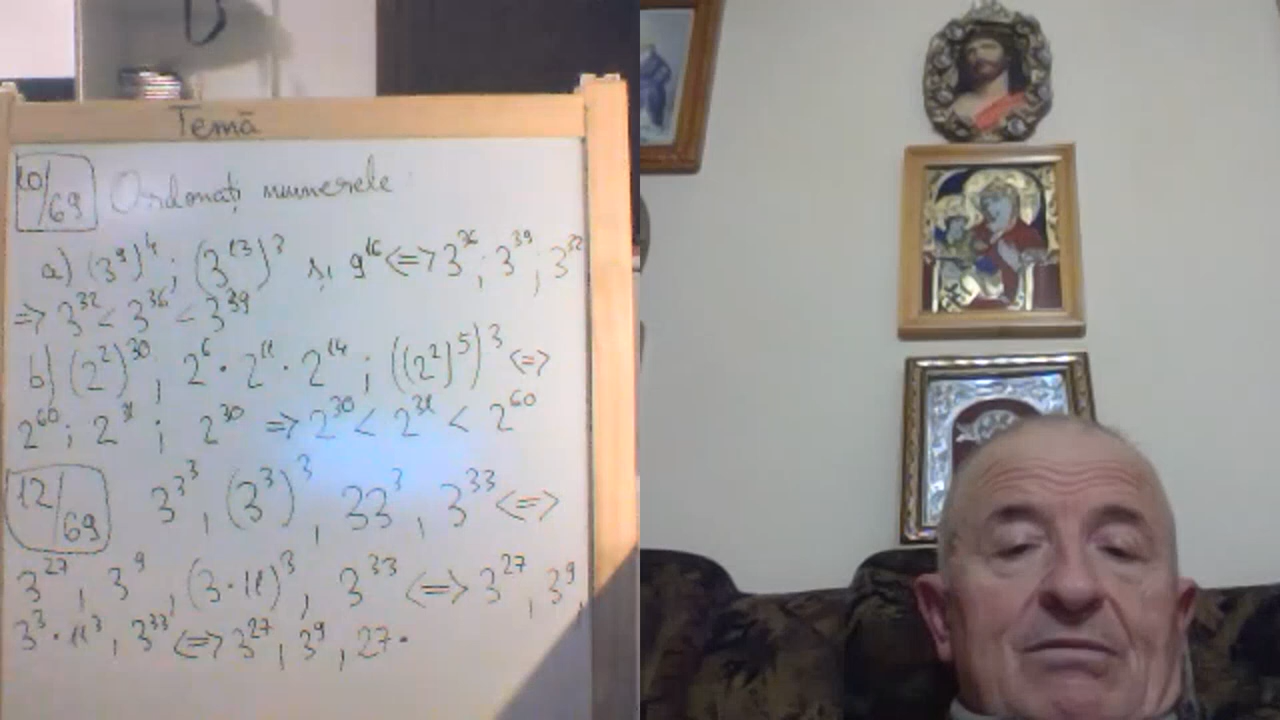 Temă
10/69 Ordonați numerele
a) (3⁹)⁴; (3¹³)³ și 9¹⁶ <=> 3³⁶; 3³⁹; 3³²
=> 3³² < 3³⁶ < 3³⁹
b) (2²)³⁰; 2⁶ · 2¹¹ · 2¹⁴; ((2²)⁵)³ <=>
2⁶⁰; 2³¹; 2³⁰ => 2³⁰ < 2³¹ < 2⁶⁰
12/69 3^3^3, (3³)³, 33³, 3³³ <=>
3²⁷, 3⁹, (3·11)³, 3³³ <=> 3²⁷, 3⁹,
3³·11³, 3³³ <=> 3²⁷, 3⁹, 27·